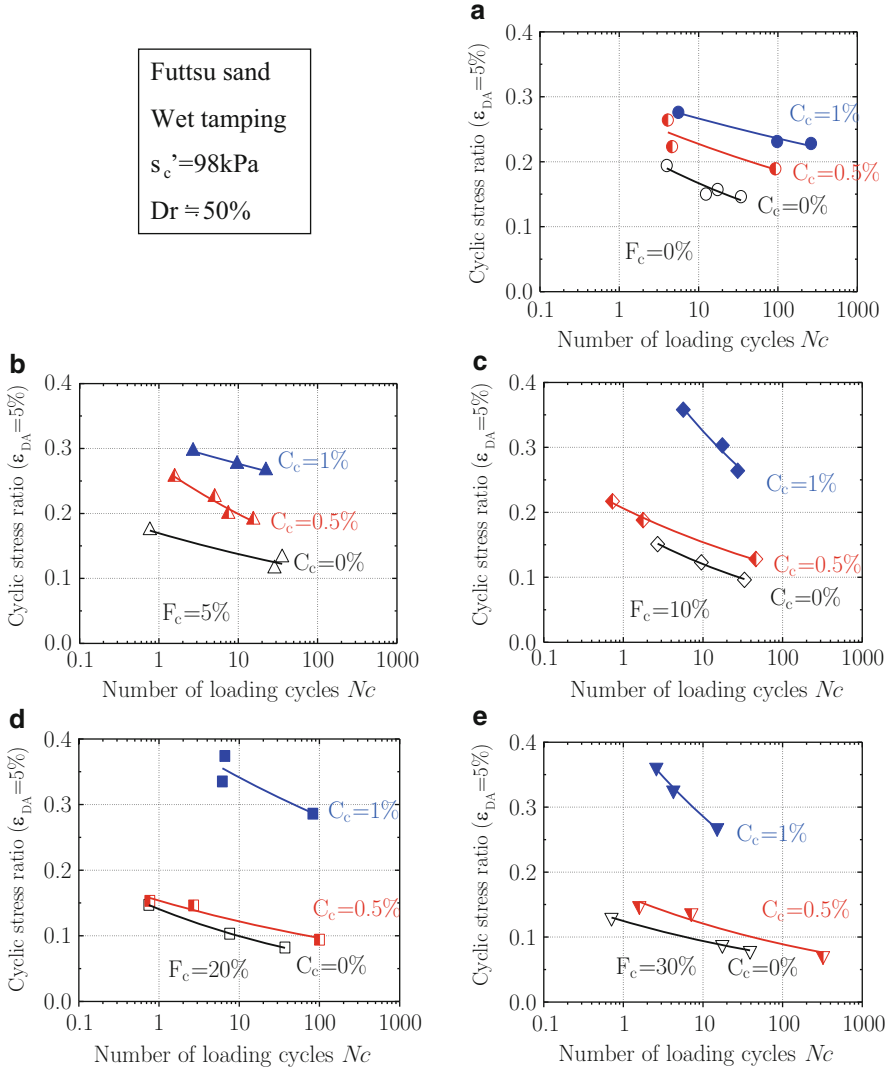 Futtsu sand
Wet tamping
s_c'=98kPa
Dr ≒ 50%
a
Cyclic stress ratio (ε_DA=5%)
0.4
0.3
0.2
0.1
0.0
C_c=1%
C_c=0.5%
C_c=0%
F_c=0%
0.1 1 10 100 1000
Number of loading cycles Nc
b
Cyclic stress ratio (ε_DA=5%)
0.4
0.3
0.2
0.1
0.0
C_c=1%
C_c=0.5%
C_c=0%
F_c=5%
0.1 1 10 100 1000
Number of loading cycles Nc
c
Cyclic stress ratio (ε_DA=5%)
0.4
0.3
0.2
0.1
0.0
C_c=1%
C_c=0.5%
C_c=0%
F_c=10%
0.1 1 10 100 1000
Number of loading cycles Nc
d
Cyclic stress ratio (ε_DA=5%)
0.4
0.3
0.2
0.1
0.0
C_c=1%
C_c=0.5%
C_c=0%
F_c=20%
0.1 1 10 100 1000
Number of loading cycles Nc
e
Cyclic stress ratio (ε_DA=5%)
0.4
0.3
0.2
0.1
0.0
C_c=1%
C_c=0.5%
C_c=0%
F_c=30%
0.1 1 10 100 1000
Number of loading cycles Nc